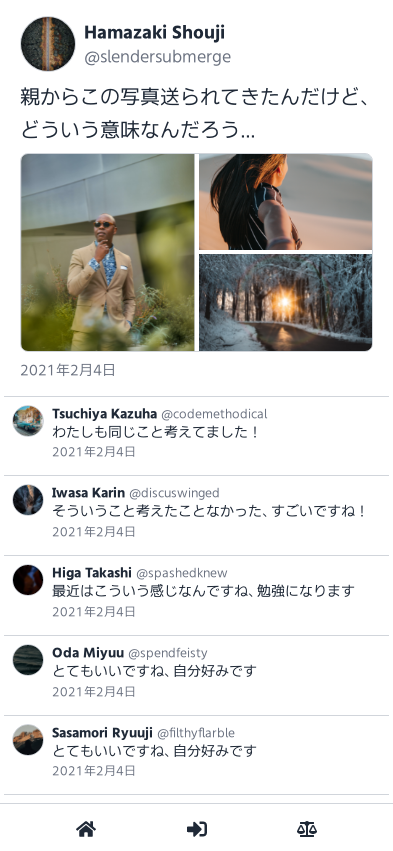 Hamazaki Shouji
@slendersubmerge
親からこの写真送られてきたんだけど、
どういう意味なんだろう...
2021年2月4日
Tsuchiya Kazuha @codemethodical
わたしも同じこと考えてました！
2021年2月4日
Iwasa Karin @discuswinged
そういうこと考えたことなかった、すごいですね！
2021年2月4日
Higa Takashi @spashedknew
最近はこういう感じなんですね、勉強になります
2021年2月4日
Oda Miyuu @spendfeisty
とてもいいですね、自分好みです
2021年2月4日
Sasamori Ryuuji @filthyflarble
とてもいいですね、自分好みです
2021年2月4日